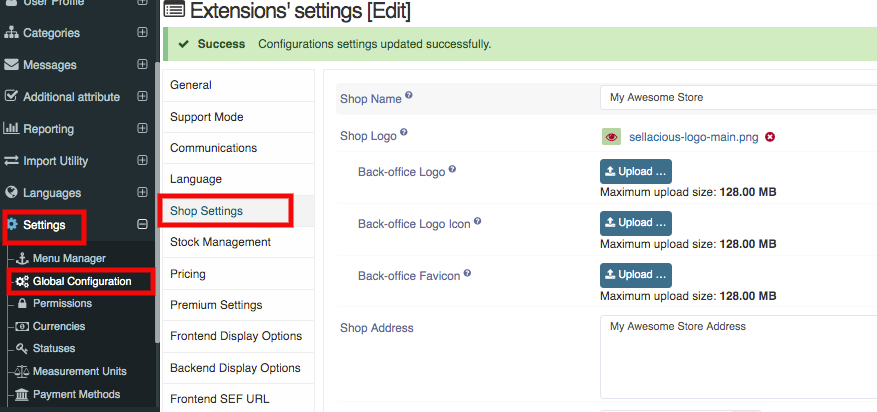 User Profile
Categories
Messages
Additional attribute
Reporting
Import Utility
Languages
Settings
Menu Manager
Global Configuration
Permissions
Currencies
Statuses
Measurement Units
Payment Methods
Extensions' settings [Edit]
Success Configurations settings updated successfully.
General
Support Mode
Communications
Language
Shop Settings
Stock Management
Pricing
Premium Settings
Frontend Display Options
Backend Display Options
Frontend SEF URL
Shop Name ? My Awesome Store
Shop Logo ? sellacious-logo-main.png
Back-office Logo ? Upload ...
Maximum upload size: 128.00 MB
Back-office Logo Icon ? Upload ...
Maximum upload size: 128.00 MB
Back-office Favicon ? Upload ...
Maximum upload size: 128.00 MB
Shop Address My Awesome Store Address